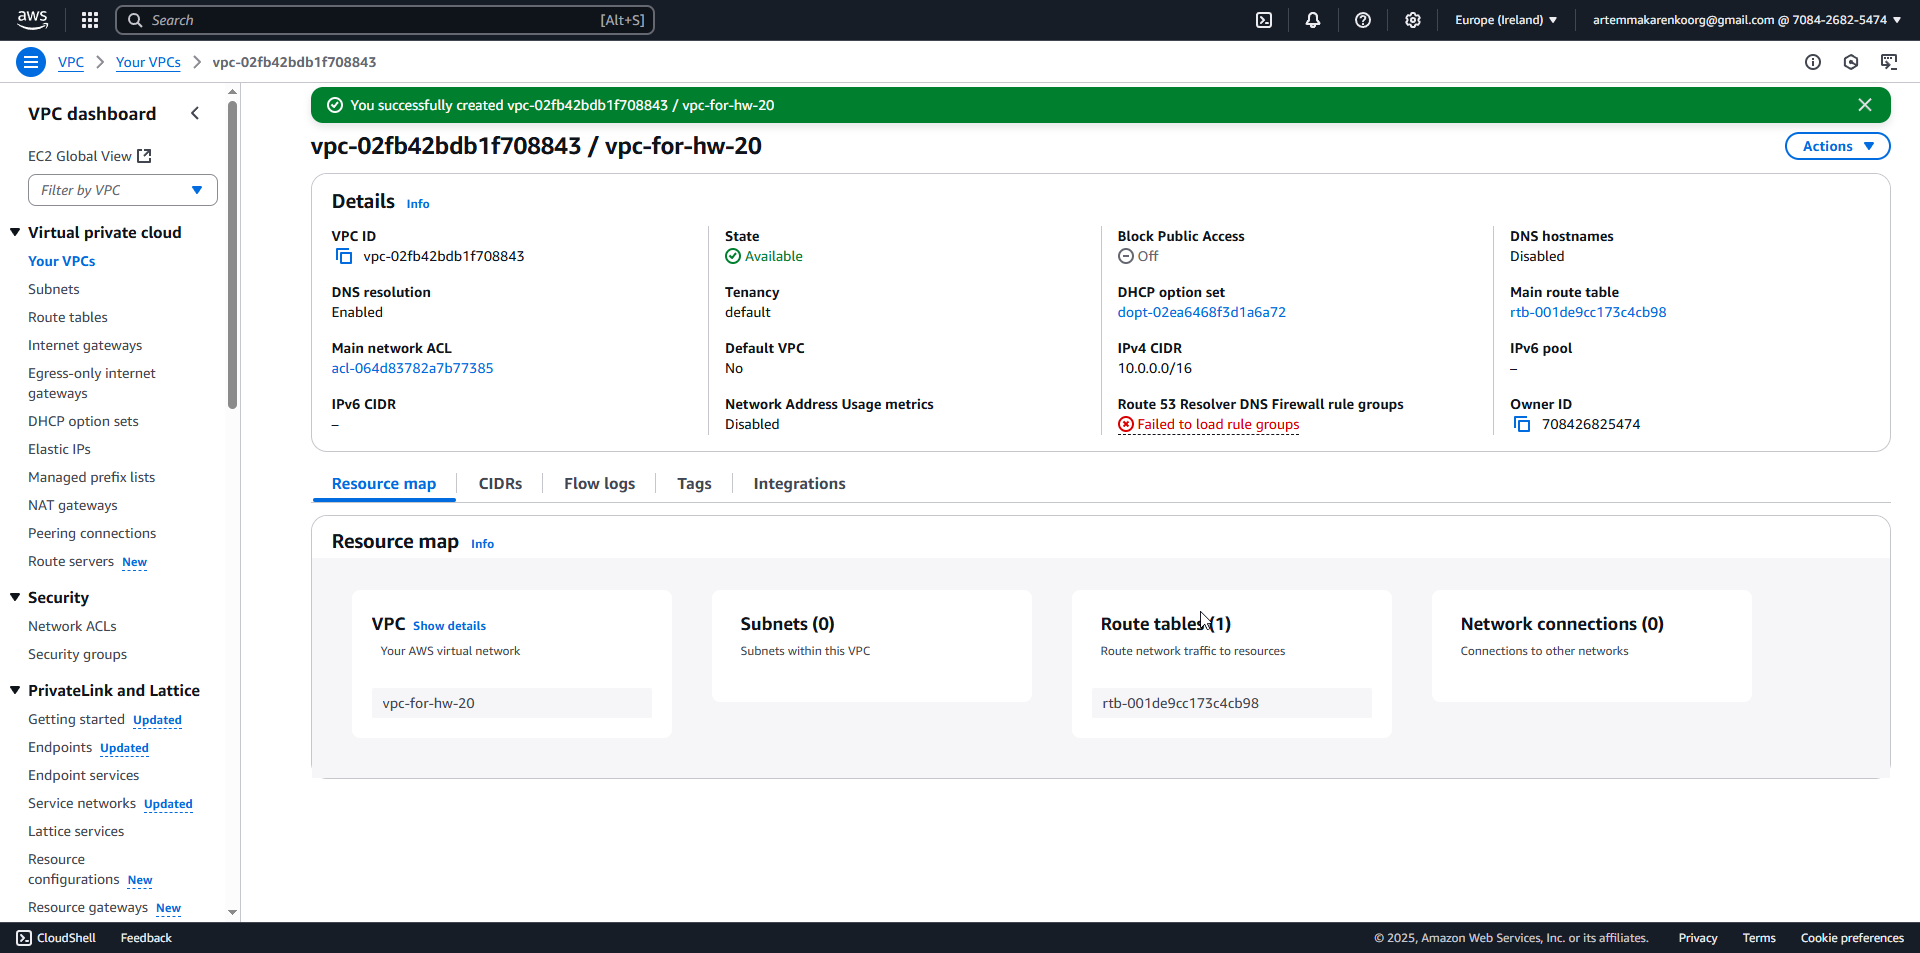 aws
Search
[Alt+S]
Europe (Ireland)
artemmakarenkoorg@gmail.com @ 7084-2682-5474
VPC
Your VPCs
vpc-02fb42bdb1f708843
VPC dashboard
EC2 Global View
Filter by VPC
Virtual private cloud
Your VPCs
Subnets
Route tables
Internet gateways
Egress-only internet
gateways
DHCP option sets
Elastic IPs
Managed prefix lists
NAT gateways
Peering connections
Route servers New
Security
Network ACLs
Security groups
PrivateLink and Lattice
Getting started Updated
Endpoints Updated
Endpoint services
Service networks Updated
Lattice services
Resource
configurations New
Resource gateways New
You successfully created vpc-02fb42bdb1f708843 / vpc-for-hw-20
vpc-02fb42bdb1f708843 / vpc-for-hw-20
Actions
Details Info
VPC ID
vpc-02fb42bdb1f708843
State
Available
Block Public Access
Off
DNS hostnames
Disabled
DNS resolution
Enabled
Tenancy
default
DHCP option set
dopt-02ea6468f3d1a6a72
Main route table
rtb-001de9cc173c4cb98
Main network ACL
acl-064d83782a7b77385
Default VPC
No
IPv4 CIDR
10.0.0.0/16
IPv6 pool
–
IPv6 CIDR
–
Network Address Usage metrics
Disabled
Route 53 Resolver DNS Firewall rule groups
Failed to load rule groups
Owner ID
708426825474
Resource map
CIDRs
Flow logs
Tags
Integrations
Resource map Info
VPC Show details
Your AWS virtual network
vpc-for-hw-20
Subnets (0)
Subnets within this VPC
Route tables (1)
Route network traffic to resources
rtb-001de9cc173c4cb98
Network connections (0)
Connections to other networks
CloudShell
Feedback
© 2025, Amazon Web Services, Inc. or its affiliates.
Privacy
Terms
Cookie preferences